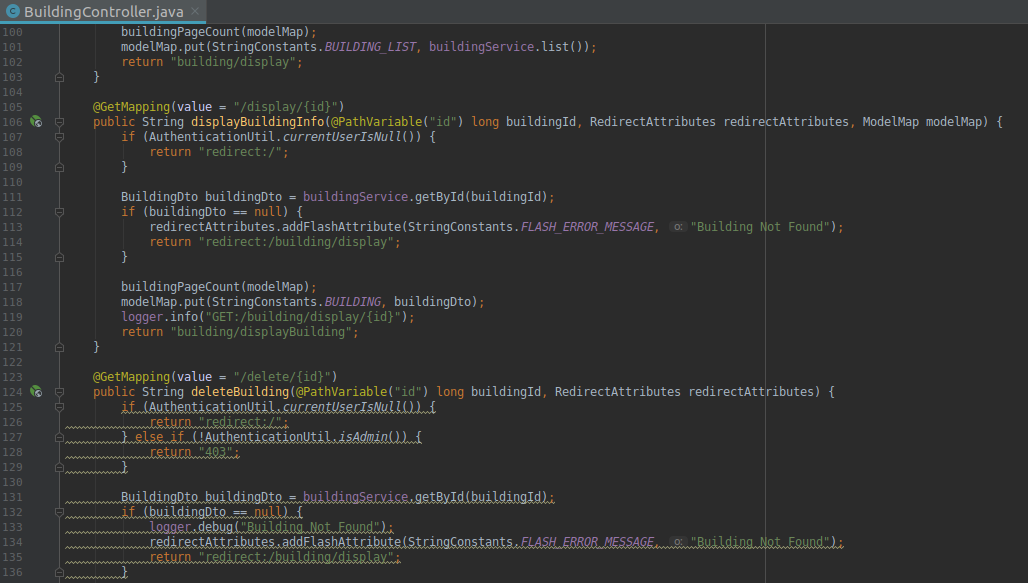 BuildingController.java ×
100 buildingPageCount(modelMap);
101 modelMap.put(StringConstants.BUILDING_LIST, buildingService.list());
102 return "building/display";
103 }
104
105 @GetMapping(value = "/display/{id}")
106 public String displayBuildingInfo(@PathVariable("id") long buildingId, RedirectAttributes redirectAttributes, ModelMap modelMap) {
107 if (AuthenticationUtil.currentUserIsNull()) {
108 return "redirect:/";
109 }
110
111 BuildingDto buildingDto = buildingService.getById(buildingId);
112 if (buildingDto == null) {
113 redirectAttributes.addFlashAttribute(StringConstants.FLASH_ERROR_MESSAGE, o: "Building Not Found");
114 return "redirect:/building/display";
115 }
116
117 buildingPageCount(modelMap);
118 modelMap.put(StringConstants.BUILDING, buildingDto);
119 logger.info("GET:/building/display/{id}");
120 return "building/displayBuilding";
121 }
122
123 @GetMapping(value = "/delete/{id}")
124 public String deleteBuilding(@PathVariable("id") long buildingId, RedirectAttributes redirectAttributes) {
125 if (AuthenticationUtil.currentUserIsNull()) {
126 return "redirect:/";
127 } else if (!AuthenticationUtil.isAdmin()) {
128 return "403";
129 }
130
131 BuildingDto buildingDto = buildingService.getById(buildingId);
132 if (buildingDto == null) {
133 logger.debug("Building Not Found");
134 redirectAttributes.addFlashAttribute(StringConstants.FLASH_ERROR_MESSAGE, o: "Building Not Found");
135 return "redirect:/building/display";
136 }